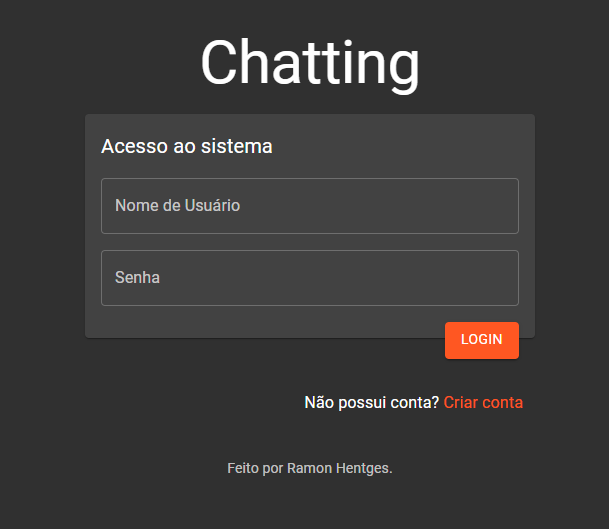 Chatting
Acesso ao sistema
Nome de Usuário
Senha
LOGIN
Não possui conta? Criar conta
Feito por Ramon Hentges.